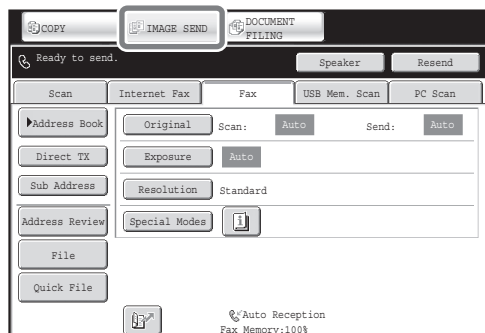 COPY
IMAGE SEND
DOCUMENT
FILING
Ready to send.
Speaker
Resend
Scan
Internet Fax
Fax
USB Mem. Scan
PC Scan
Address Book
Original
Scan:
Auto
Send:
Auto
Direct TX
Exposure
Auto
Sub Address
Resolution
Standard
Address Review
Special Modes
File
Quick File
Auto Reception
Fax Memory:100%